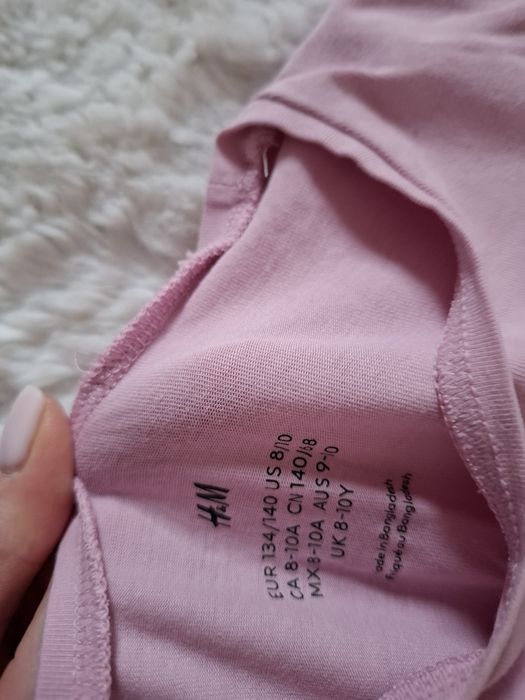 H&M
EUR 134/140 US 8/10
CA 8-10A CN 140/68
MX 8-10A AUS 9-10
UK 8-10Y
ade in Bangladesh
F iqué au Bangladesh